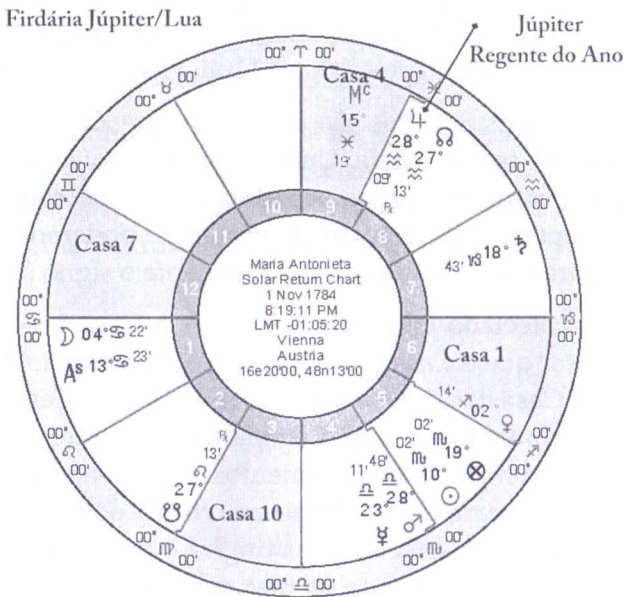 Firdária Júpiter/Lua
Júpiter
Regente do Ano
00° ♈ 00'
00° ♉ 00'
00° ♓ 00'
00° ♊ 00'
00° ♒ 00'
00° ♋ 00'
00° ♑ 00'
00° ♌ 00'
00° ♐ 00'
00° ♍ 00'
00° ♏ 00'
00° ♎ 00'
Casa 4
Mc
15°
♓
19'
♃ 28° ♒ 09'
☊ 27° ♒ 13' ℞
Casa 7
43' ♑ 18° ♄
10
9
11
8
12
7
1
6
2
5
3
4
Maria Antonieta
Solar Return Chart
1 Nov 1784
8:19:11 PM
LMT -01:05:20
Vienna
Austria
16e20'00, 48n13'00
☽ 04° ♋ 22'
As 13° ♋ 23'
Casa 1
14' ♐ 02° ♀
02' ♏ 19° ⊗
02' ♏ 10° ☉
℞
13'
♌
27°
☋
Casa 10
11' ♎ 23° ☿
48' ♎ 28° ♂